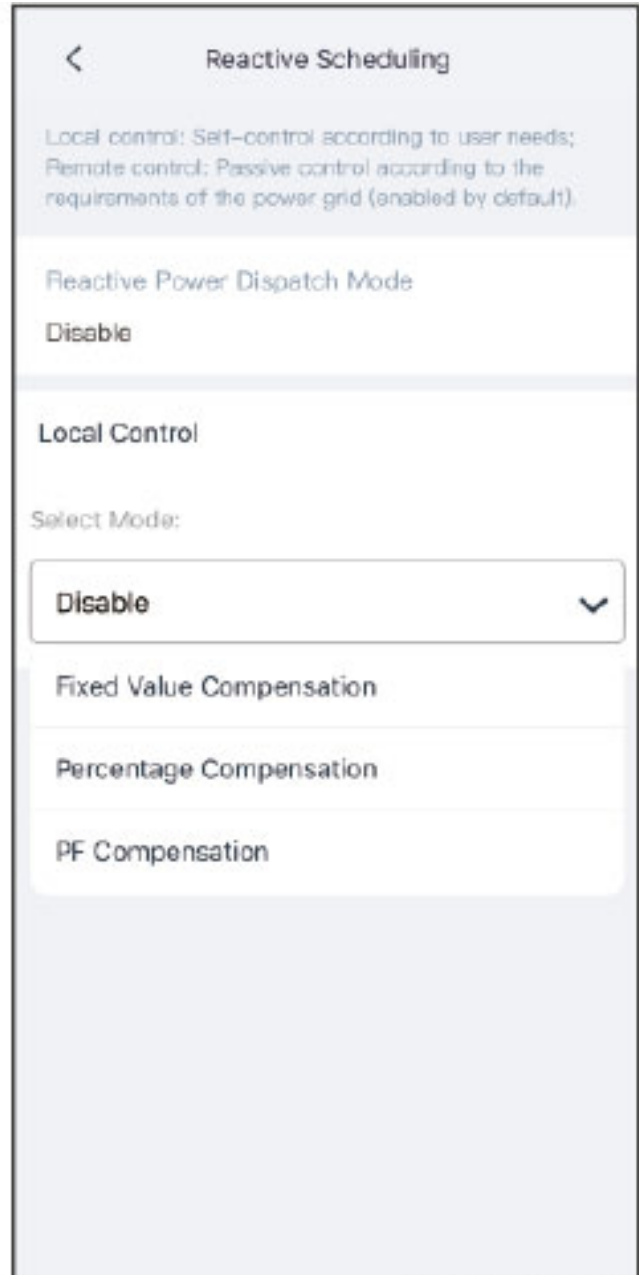 Reactive Scheduling
Local control: Self-control according to user needs;
Remote control: Passive control according to the
requirements of the power grid (enabled by default).
Reactive Power Dispatch Mode
Disable
Local Control
Select Mode:
Disable
Fixed Value Compensation
Percentage Compensation
PF Compensation